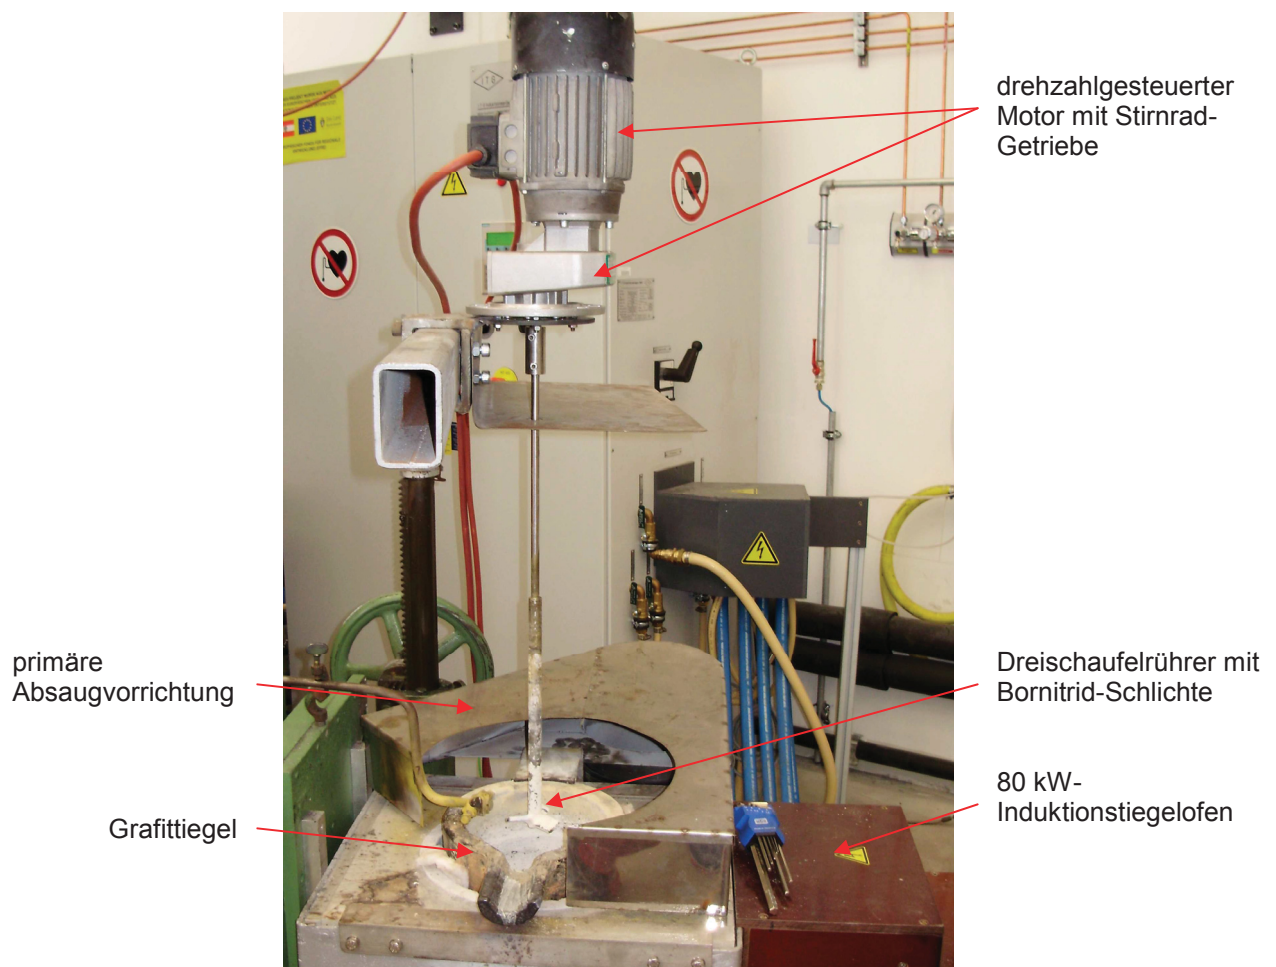 drehzahlgesteuerter
Motor mit Stirnrad-
Getriebe
primäre
Absaugvorrichtung
Dreischaufelrührer mit
Bornitrid-Schlichte
80 kW-
Induktionstiegelofen
Grafittiegel